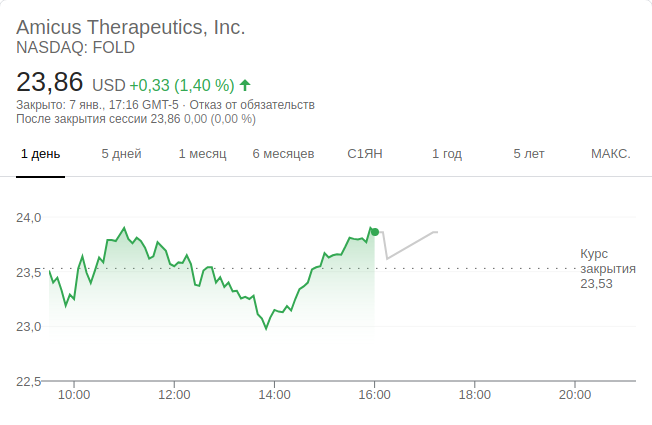 Amicus Therapeutics, Inc.
NASDAQ: FOLD
23,86 USD +0,33 (1,40 %)
Закрыто: 7 янв., 17:16 GMT-5 · Отказ от обязательств
После закрытия сессии 23,86 0,00 (0,00 %)
1 день 5 дней 1 месяц 6 месяцев С1ЯН 1 год 5 лет МАКС.
24,0
Курс
23,5 закрытия
23,53
23,0
22,5
10:00 12:00 14:00 16:00 18:00 20:00